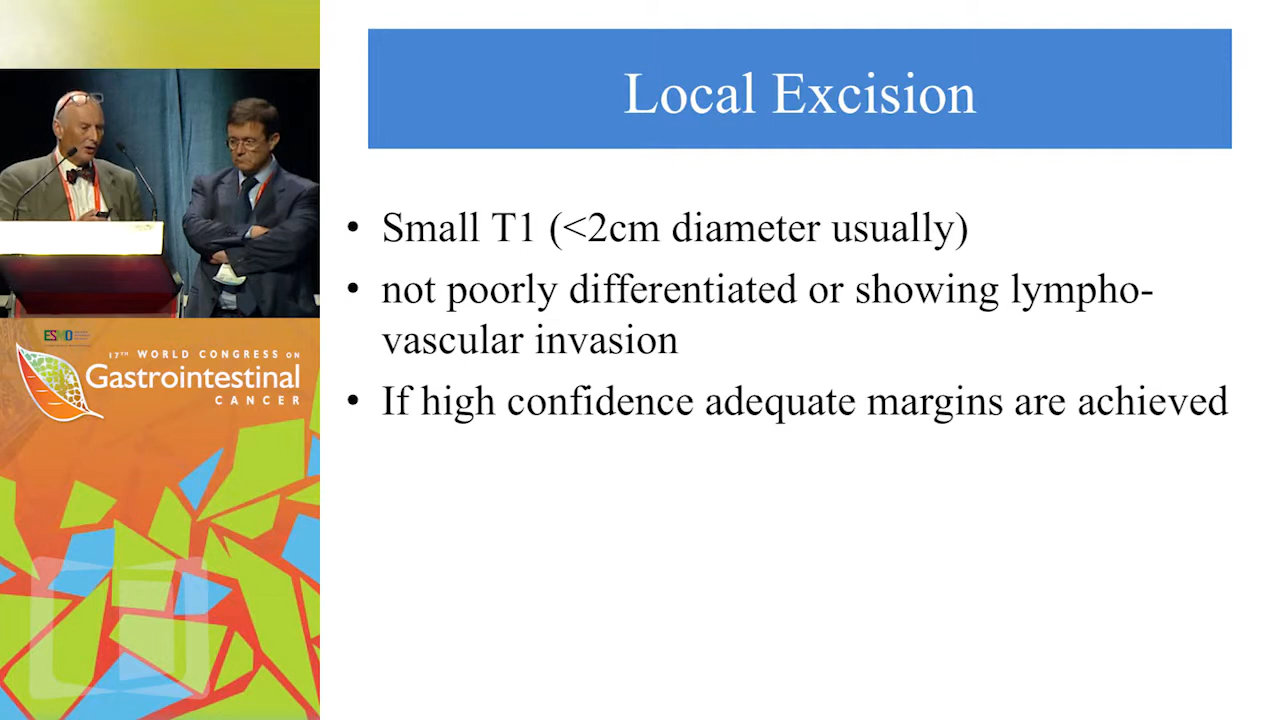 Local Excision
• Small T1 (<2cm diameter usually)
• not poorly differentiated or showing lympho-
vascular invasion
• If high confidence adequate margins are achieved
ESMO
17TH WORLD CONGRESS ON
Gastrointestinal
CANCER